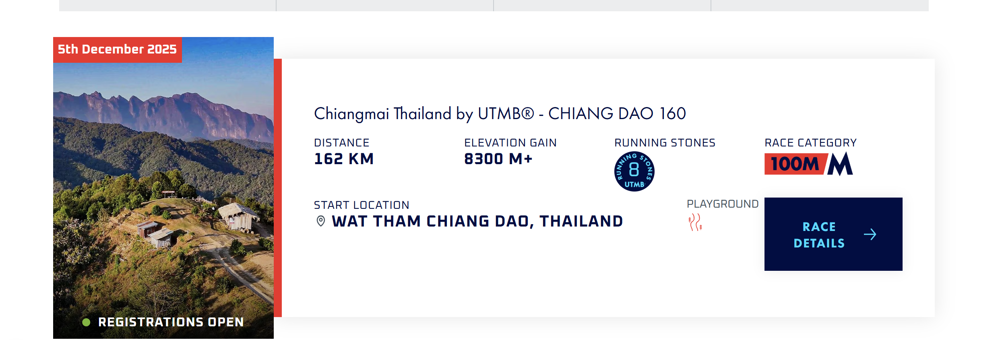 5th December 2025
Chiangmai Thailand by UTMB® - CHIANG DAO 160
DISTANCE
162 KM
ELEVATION GAIN
8300 M+
RUNNING STONES
RUNNING STONES
8
UTMB
RACE CATEGORY
100M M
START LOCATION
WAT THAM CHIANG DAO, THAILAND
PLAYGROUND
RACE
DETAILS
REGISTRATIONS OPEN